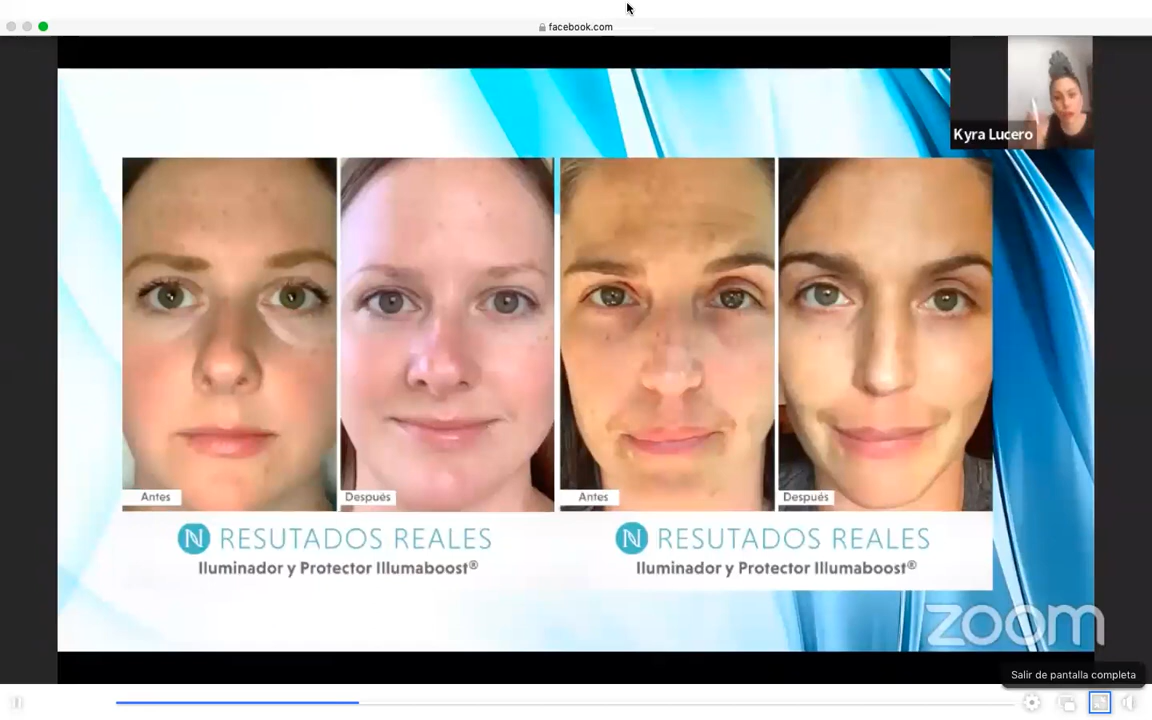 facebook.com
Kyra Lucero
Antes
Después
Antes
Después
N RESUTADOS REALES
Iluminador y Protector Illumaboost®
N RESUTADOS REALES
Iluminador y Protector Illumaboost®
zoom
Salir de pantalla completa